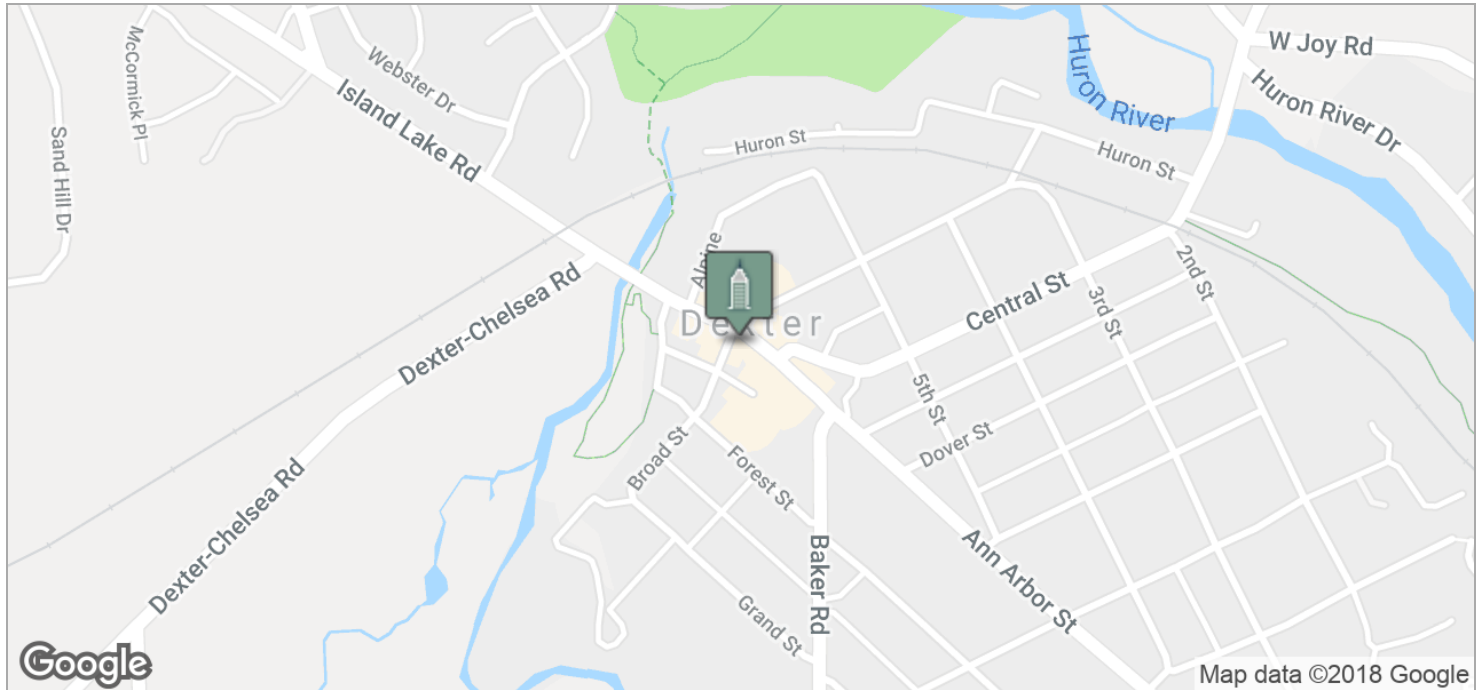 McCormick Pl
Webster Dr
Island Lake Rd
Sand Hill Dr
W Joy Rd
Huron River
Huron River Dr
Huron St
Huron St
Alpine
2nd St
Dexter-Chelsea Rd
Dexter
Central St
3rd St
5th St
Dover St
Broad St
Forest St
Dexter-Chelsea Rd
Baker Rd
Ann Arbor St
Grand St
Google
Map data ©2018 Google